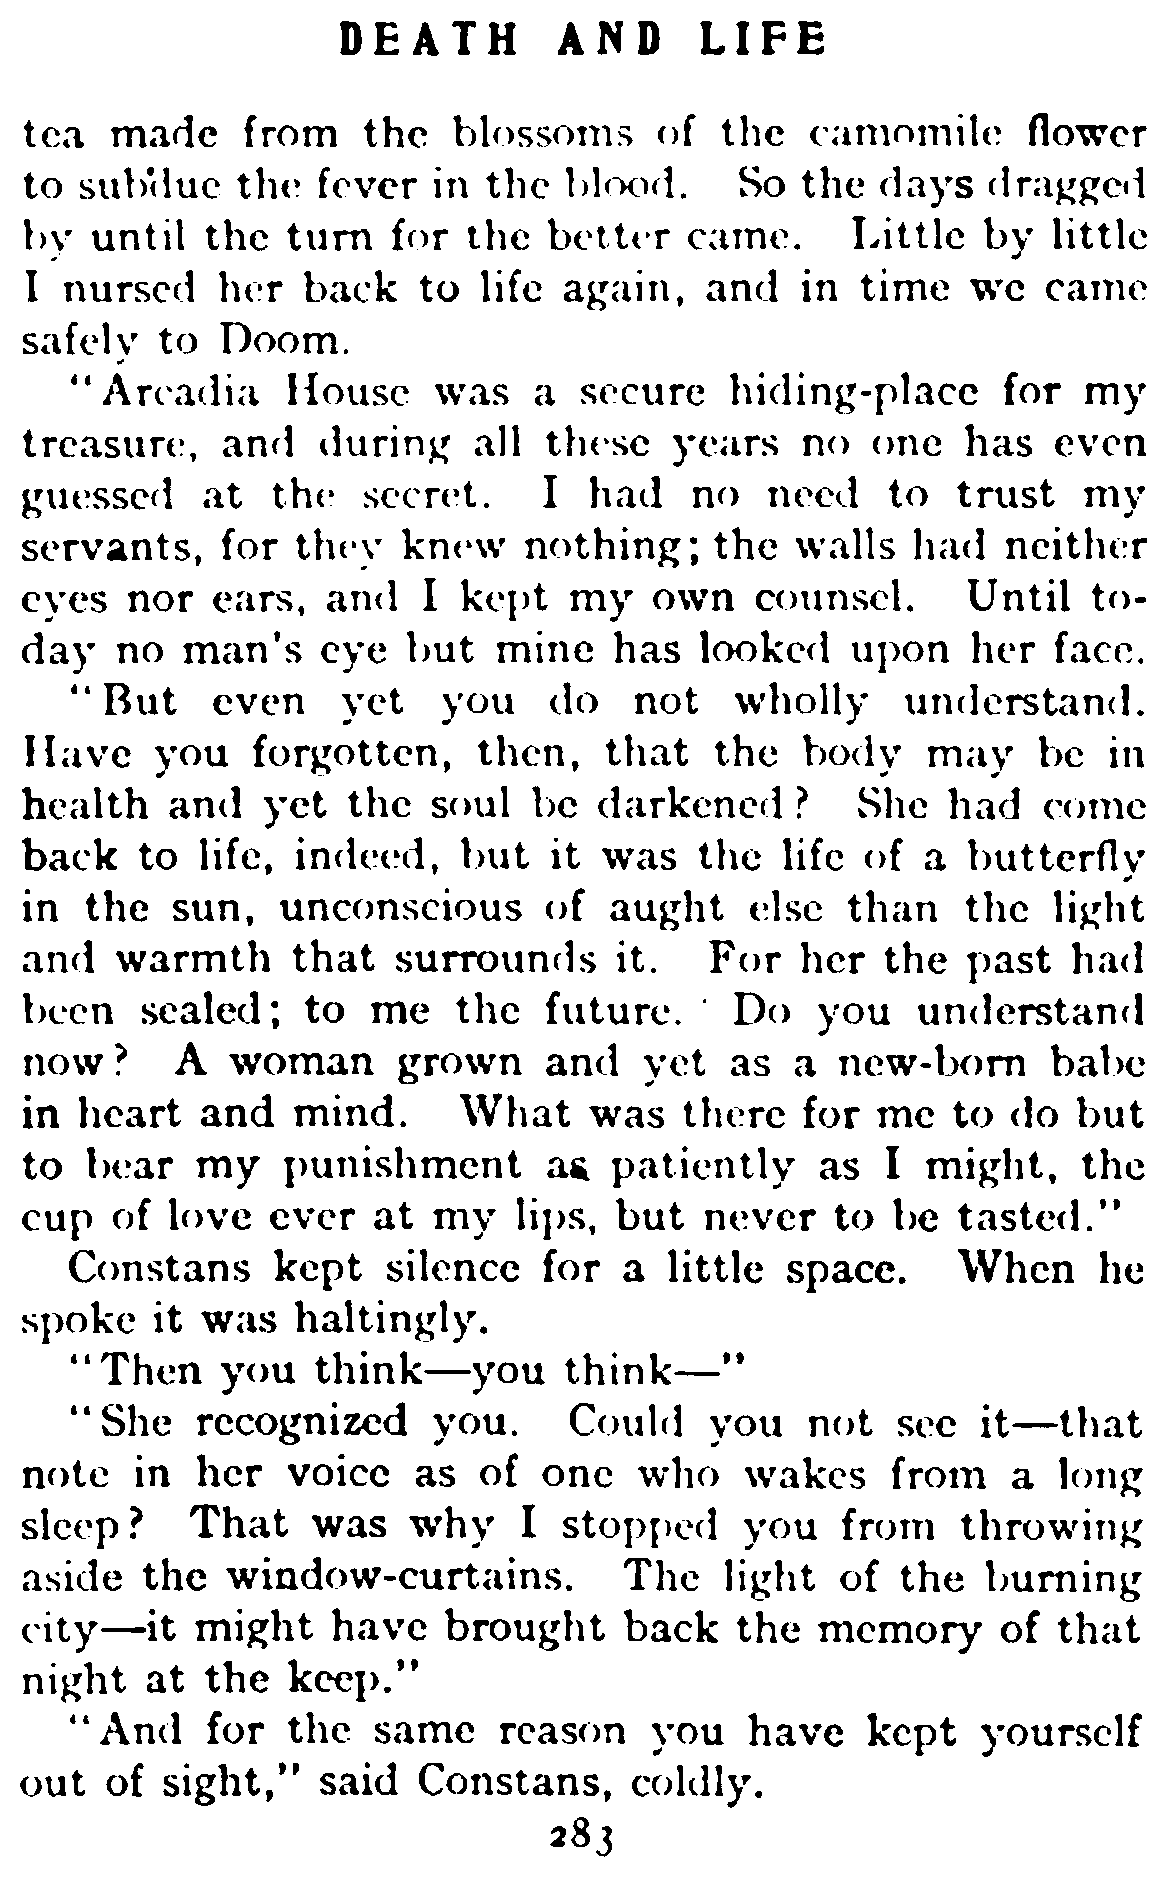 DEATH AND LIFE
tea made from the blossoms of the camomile flower
to subdue the fever in the blood. So the days dragged
by until the turn for the better came. Little by little
I nursed her back to life again, and in time we came
safely to Doom.
"Arcadia House was a secure hiding-place for my
treasure, and during all these years no one has even
guessed at the secret. I had no need to trust my
servants, for they knew nothing; the walls had neither
eyes nor ears, and I kept my own counsel. Until to-
day no man's eye but mine has looked upon her face.
"But even yet you do not wholly understand.
Have you forgotten, then, that the body may be in
health and yet the soul be darkened? She had come
back to life, indeed, but it was the life of a butterfly
in the sun, unconscious of aught else than the light
and warmth that surrounds it. For her the past had
been sealed; to me the future. Do you understand
now? A woman grown and yet as a new-born babe
in heart and mind. What was there for me to do but
to bear my punishment as patiently as I might, the
cup of love ever at my lips, but never to be tasted."
Constans kept silence for a little space. When he
spoke it was haltingly.
"Then you think—you think—"
"She recognized you. Could you not see it—that
note in her voice as of one who wakes from a long
sleep? That was why I stopped you from throwing
aside the window-curtains. The light of the burning
city—it might have brought back the memory of that
night at the keep."
"And for the same reason you have kept yourself
out of sight," said Constans, coldly.
283